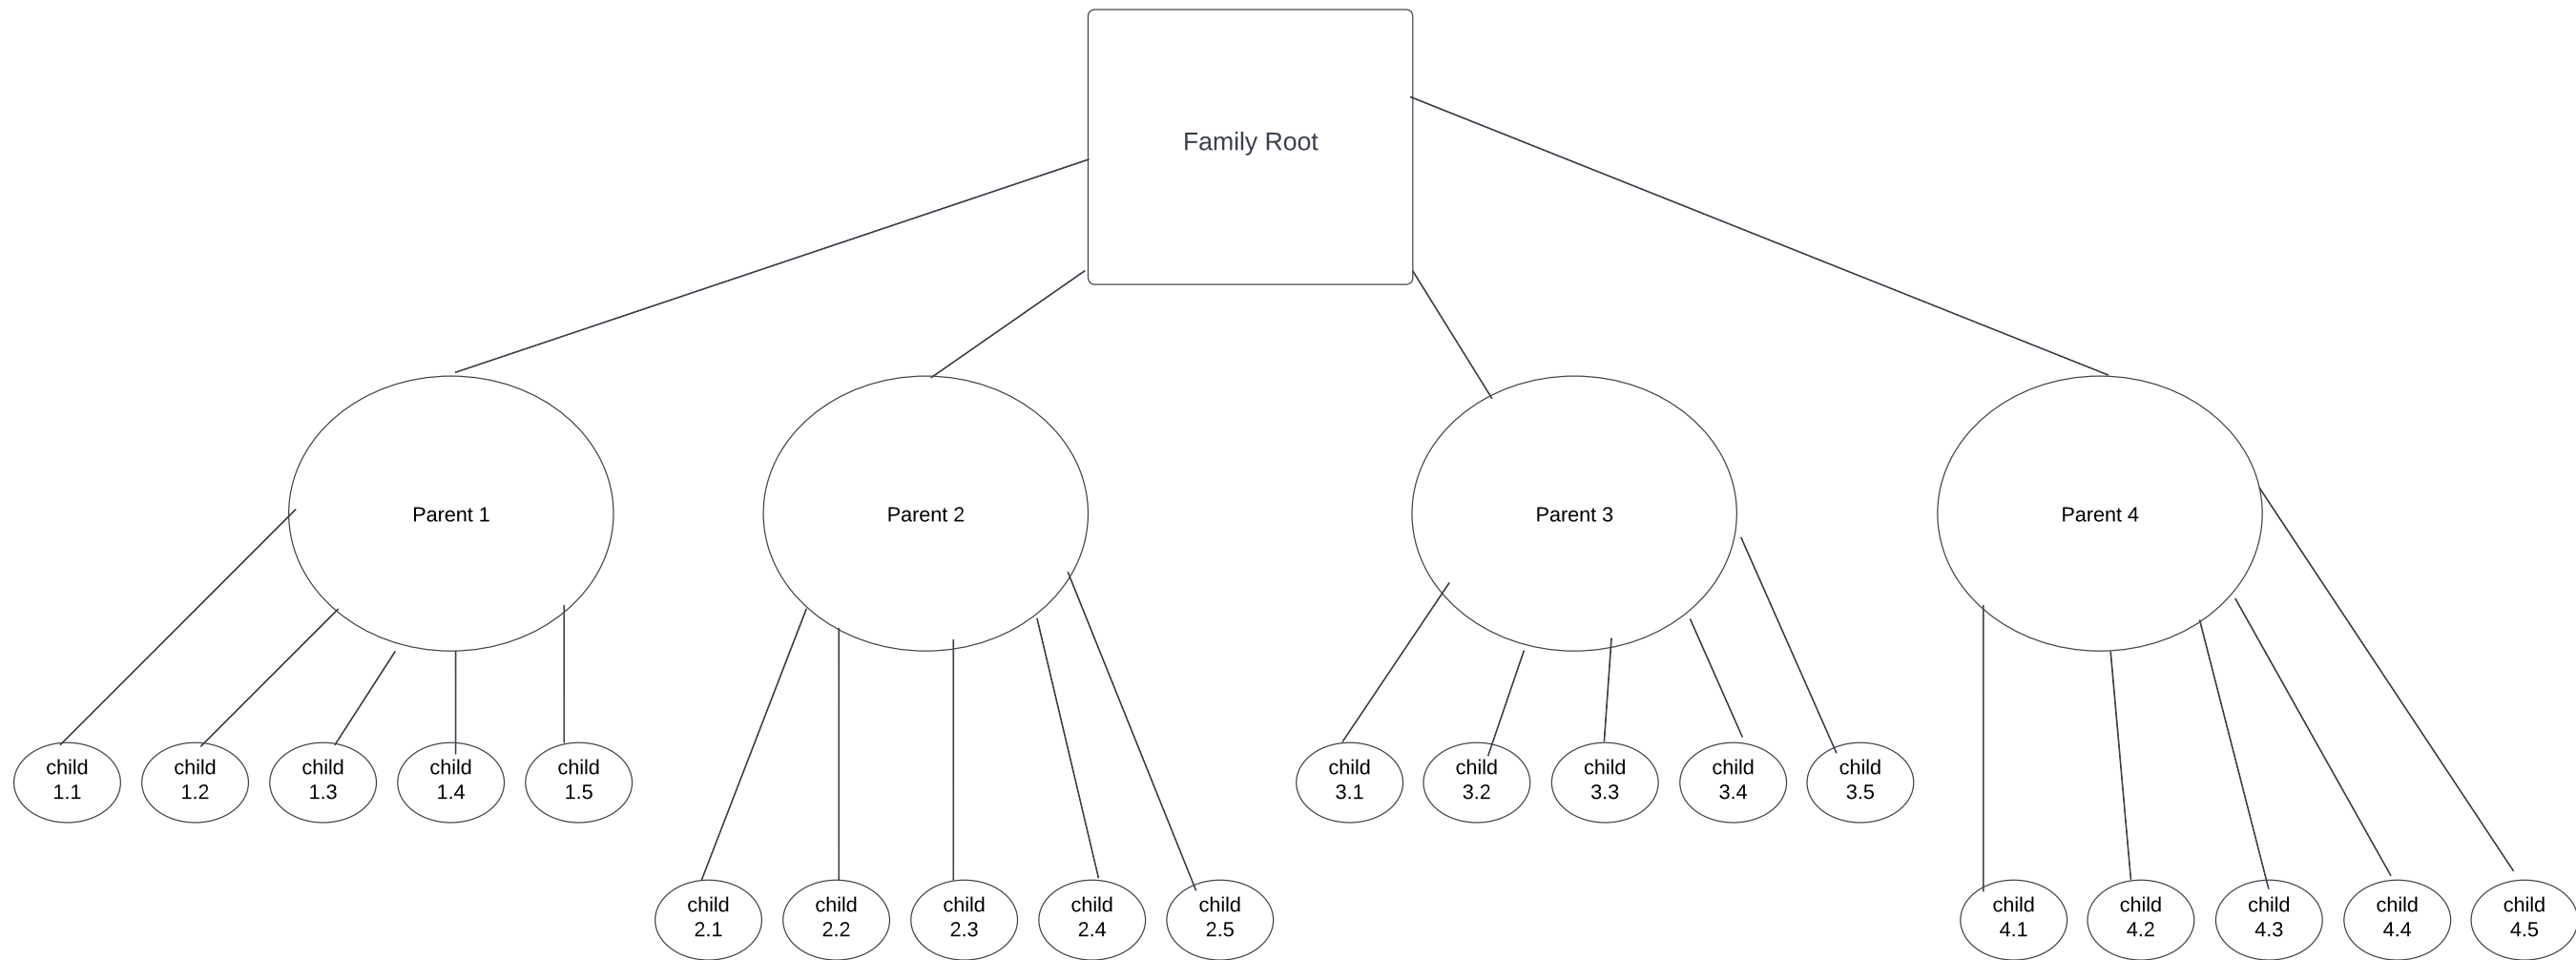 Family Root
Parent 1
Parent 2
Parent 3
Parent 4
child
1.1
child
1.2
child
1.3
child
1.4
child
1.5
child
3.1
child
3.2
child
3.3
child
3.4
child
3.5
child
2.1
child
2.2
child
2.3
child
2.4
child
2.5
child
4.1
child
4.2
child
4.3
child
4.4
child
4.5